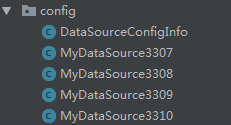 config
DataSourceConfigInfo
MyDataSource3307
MyDataSource3308
MyDataSource3309
MyDataSource3310